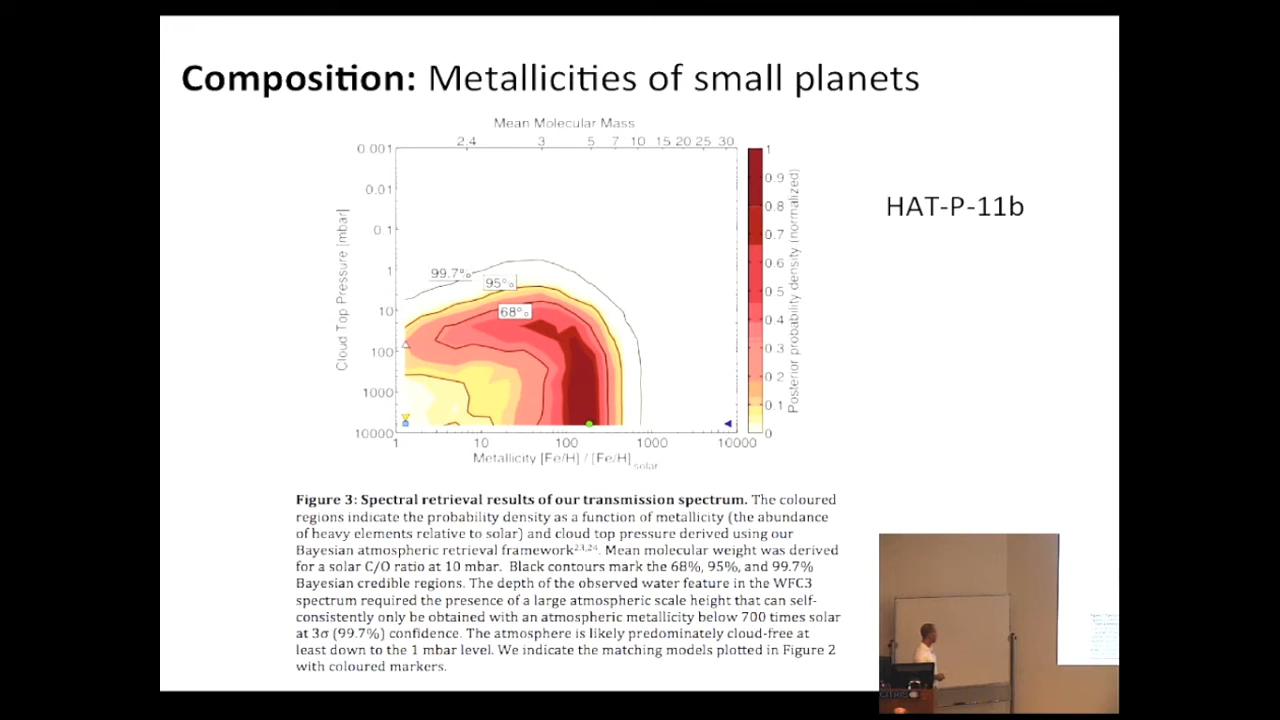 Composition: Metallicities of small planets
Mean Molecular Mass
2.4 3 5 7 10 15 20 25 30
0.001
0.01
0.1
1
10
100
1000
10000
Cloud Top Pressure [mbar]
99.7%
95%
68%
1 10 100 1000 10000
Metallicity [Fe/H] / [Fe/H]solar
1
0.9
0.8
0.7
0.6
0.5
0.4
0.3
0.2
0.1
0
Posterior probability density (normalized)
HAT-P-11b
Figure 3: Spectral retrieval results of our transmission spectrum. The coloured
regions indicate the probability density as a function of metallicity (the abundance
of heavy elements relative to solar) and cloud top pressure derived using our
Bayesian atmospheric retrieval framework23,24. Mean molecular weight was derived
for a solar C/O ratio at 10 mbar. Black contours mark the 68%, 95%, and 99.7%
Bayesian credible regions. The depth of the observed water feature in the WFC3
spectrum required the presence of a large atmospheric scale height that can self-
consistently only be obtained with an atmospheric metallicity below 700 times solar
at 3σ (99.7%) confidence. The atmosphere is likely predominately cloud-free at
least down to the 1 mbar level. We indicate the matching models plotted in Figure 2
with coloured markers.
CITRIS